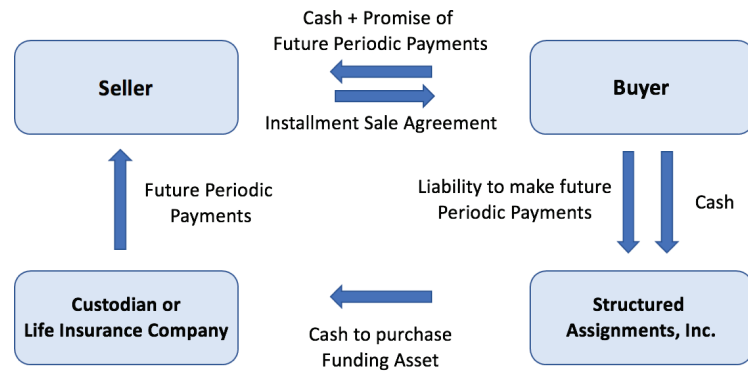 Cash + Promise of
Future Periodic Payments
Seller
Buyer
Installment Sale Agreement
Future Periodic
Payments
Liability to make future
Periodic Payments
Cash
Custodian or
Life Insurance Company
Structured
Assignments, Inc.
Cash to purchase
Funding Asset